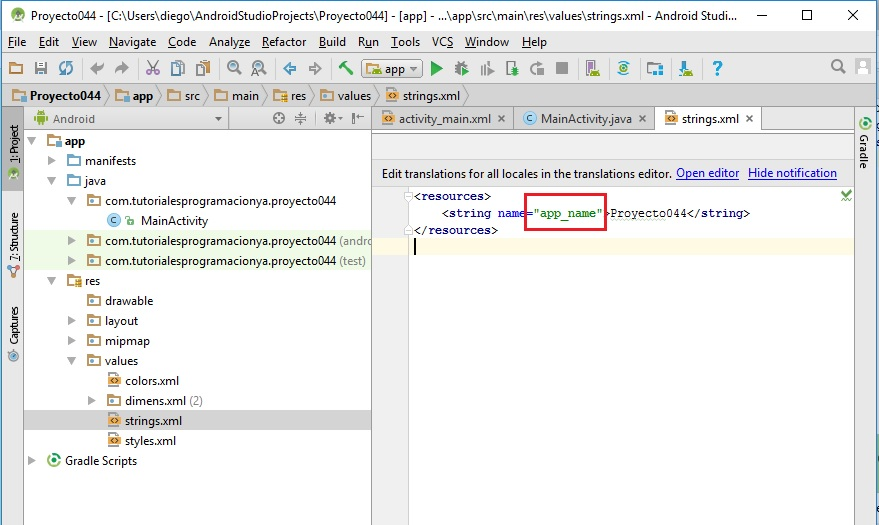 Proyecto044 - [C:\Users\diego\AndroidStudioProjects\Proyecto044] - [app] - ...\app\src\main\res\values\strings.xml - Android Studi...
File Edit View Navigate Code Analyze Refactor Build Run Tools VCS Window Help
app
Proyecto044 app src main res values strings.xml
Android
activity_main.xml MainActivity.java strings.xml
1: Project
7: Structure
Captures
app
manifests
java
com.tutorialesprogramacionya.proyecto044
MainActivity
com.tutorialesprogramacionya.proyecto044 (andro
com.tutorialesprogramacionya.proyecto044 (test)
res
drawable
layout
mipmap
values
colors.xml
dimens.xml (2)
strings.xml
styles.xml
Gradle Scripts
Edit translations for all locales in the translations editor. Open editor Hide notification
<resources>
<string name="app_name">Proyecto044</string>
</resources>
Gradle